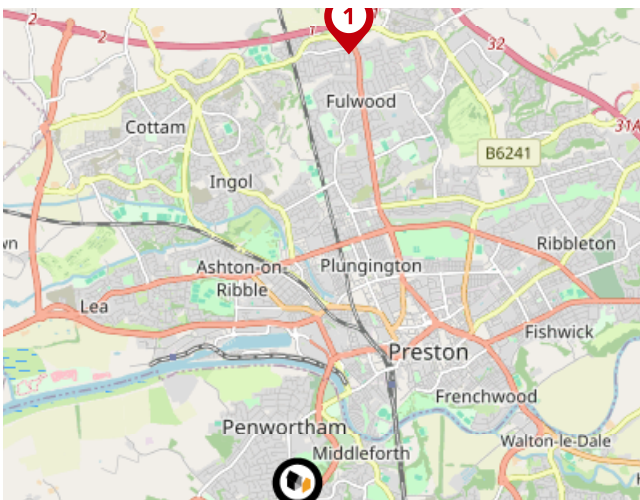 1
2
7
2
32
Fulwood
31A
Cottam
B6241
Ingol
wn
Ribbleton
Ashton-on-
Ribble
Plungington
Lea
Fishwick
Preston
Frenchwood
Penwortham
Walton-le-Dale
Middleforth